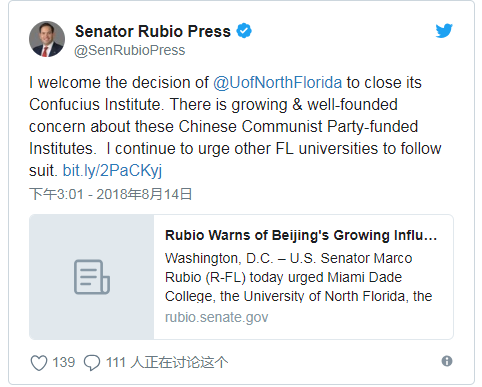 Senator Rubio Press
@SenRubioPress
I welcome the decision of @UofNorthFlorida to close its
Confucius Institute. There is growing & well-founded
concern about these Chinese Communist Party-funded
Institutes.  I continue to urge other FL universities to follow
suit. bit.ly/2PaCKyj
下午3:01 - 2018年8月14日
Rubio Warns of Beijing's Growing Influ…
Washington, D.C. – U.S. Senator Marco
Rubio (R-FL) today urged Miami Dade
College, the University of North Florida, the
rubio.senate.gov
139 111 人正在讨论这个